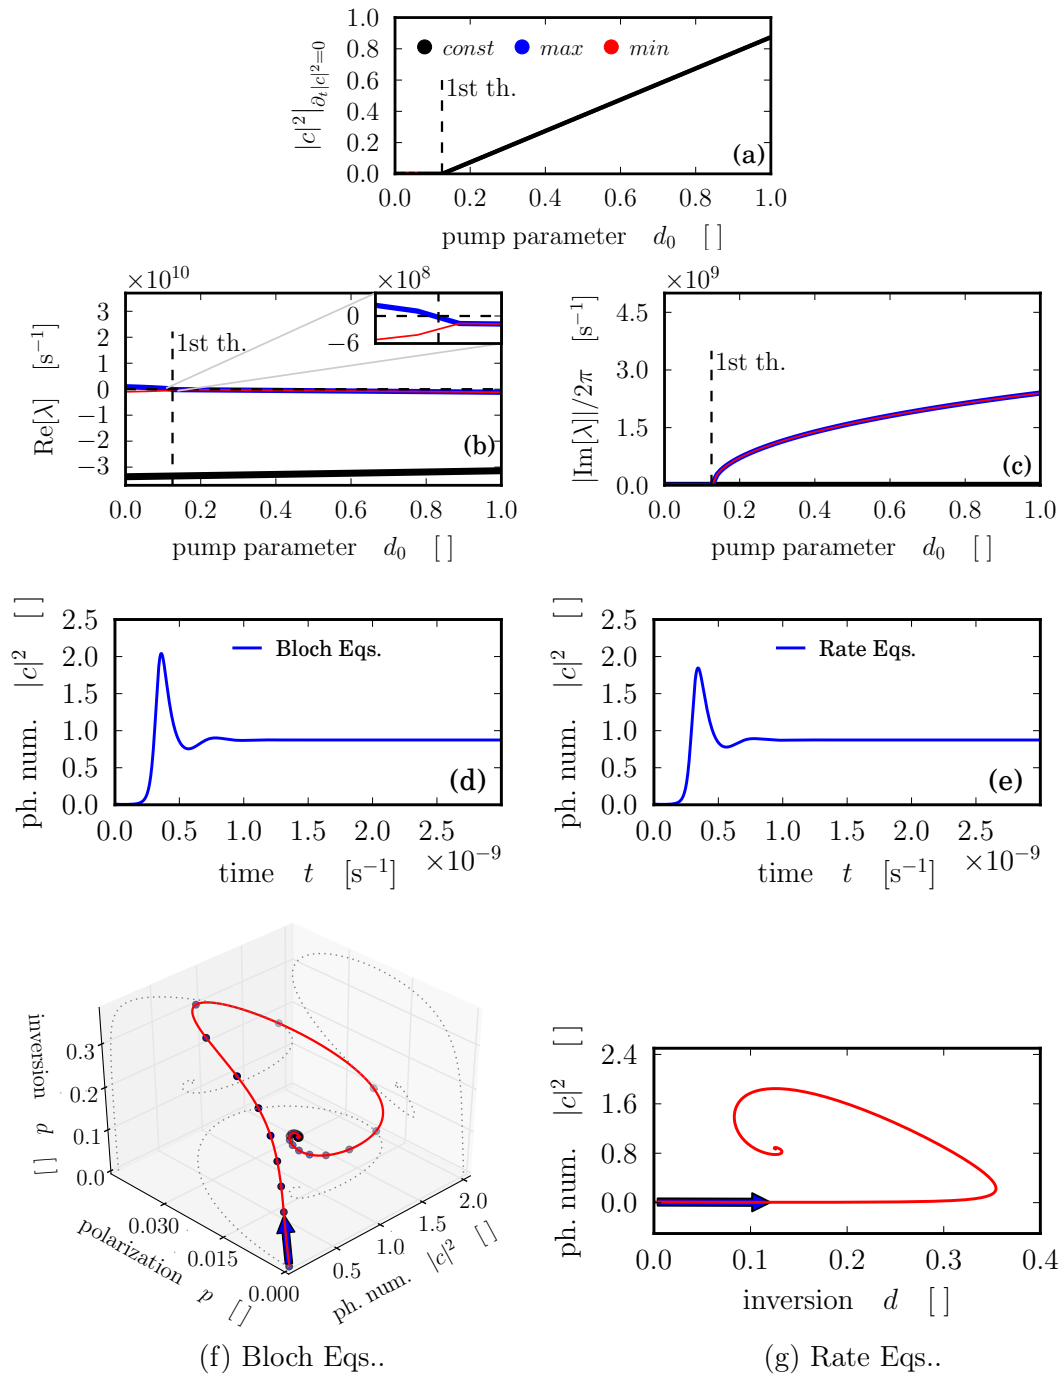 1.0
0.8
0.6
0.4
0.2
0.0
|c|²|∂ₜ|c|²=0
const max min
1st th.
(a)
0.0 0.2 0.4 0.6 0.8 1.0
pump parameter d₀ [ ]
×10¹⁰
3
2
1
0
−1
−2
−3
Re[λ] [s⁻¹]
×10⁸
0
−6
1st th.
(b)
0.0 0.2 0.4 0.6 0.8 1.0
pump parameter d₀ [ ]
×10⁹
4.5
3.0
1.5
0.0
|Im[λ]|/2π [s⁻¹]
1st th.
(c)
0.0 0.2 0.4 0.6 0.8 1.0
pump parameter d₀ [ ]
2.5
2.0
1.5
1.0
0.5
0.0
ph. num. |c|² [ ]
Bloch Eqs.
(d)
0.0 0.5 1.0 1.5 2.0 2.5
×10⁻⁹
time t [s⁻¹]
2.5
2.0
1.5
1.0
0.5
0.0
ph. num. |c|² [ ]
Rate Eqs.
(e)
0.0 0.5 1.0 1.5 2.0 2.5
×10⁻⁹
time t [s⁻¹]
inversion d [ ]
0.3
0.2
0.1
0.0
0.030
0.015
0.000
polarization p [ ]
0.5
1.0
1.5
2.0
ph. num. |c|² [ ]
(f) Bloch Eqs..
2.4
1.6
0.8
0.0
ph. num. |c|² [ ]
0.0 0.1 0.2 0.3 0.4
inversion d [ ]
(g) Rate Eqs..